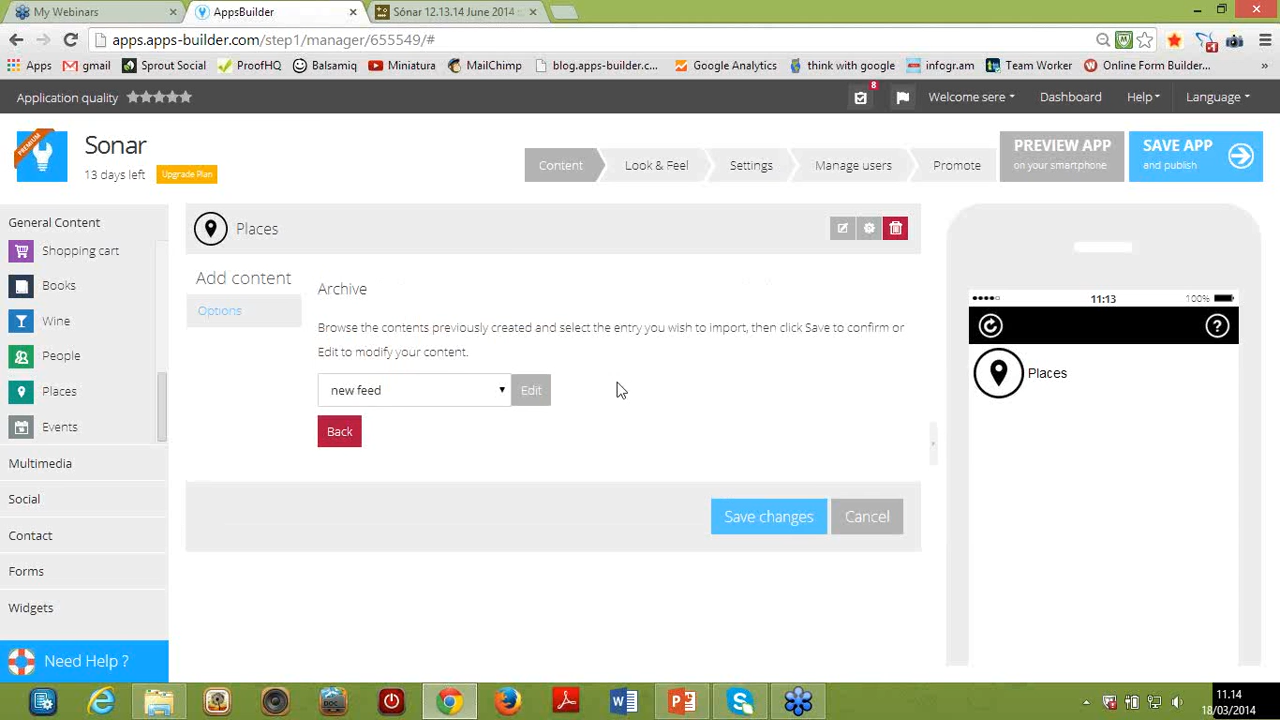 My Webinars
AppsBuilder
Sónar 12.13.14 June 2014
apps.apps-builder.com/step1/manager/655549/#
Apps
gmail
Sprout Social
ProofHQ
Balsamiq
Miniatura
MailChimp
blog.apps-builder.c...
Google Analytics
think with google
infogr.am
Team Worker
Online Form Builder...
Application quality
8
Welcome sere
Dashboard
Help
Language
PREMIUM
Sonar
13 days left
Upgrade Plan
Content
Look & Feel
Settings
Manage users
Promote
PREVIEW APP
on your smartphone
SAVE APP
and publish
General Content
Shopping cart
Books
Wine
People
Places
Events
Multimedia
Social
Contact
Forms
Widgets
Need Help ?
Places
Add content
Options
Archive
Browse the contents previously created and select the entry you wish to import, then click Save to confirm or
Edit to modify your content.
new feed
Edit
Back
Save changes
Cancel
11:13
100%
?
Places
11.14
18/03/2014